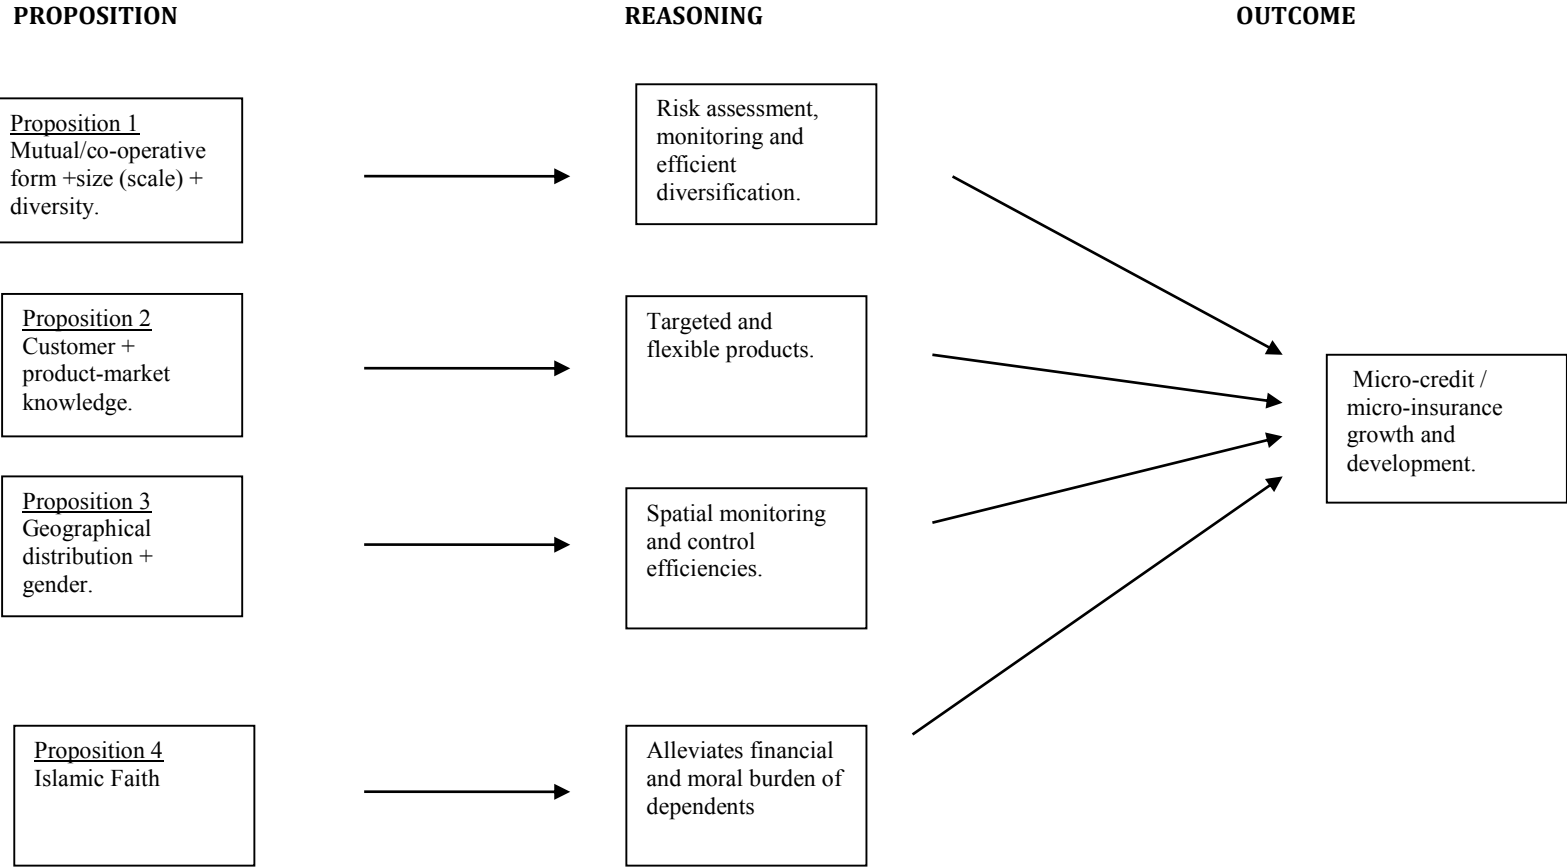 PROPOSITION
REASONING
OUTCOME
Proposition 1
Mutual/co-operative
form +size (scale) +
diversity.
Risk assessment,
monitoring and
efficient
diversification.
Proposition 2
Customer +
product-market
knowledge.
Targeted and
flexible products.
Micro-credit /
micro-insurance
growth and
development.
Proposition 3
Geographical
distribution +
gender.
Spatial monitoring
and control
efficiencies.
Proposition 4
Islamic Faith
Alleviates financial
and moral burden of
dependents